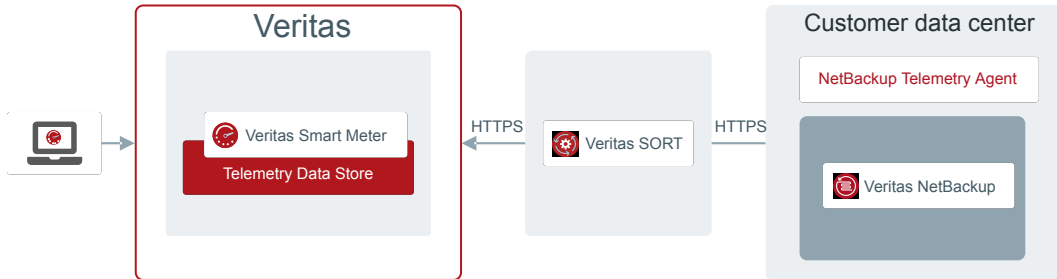 Veritas
Veritas Smart Meter
Telemetry Data Store
HTTPS
Veritas SORT
HTTPS
Customer data center
NetBackup Telemetry Agent
Veritas NetBackup